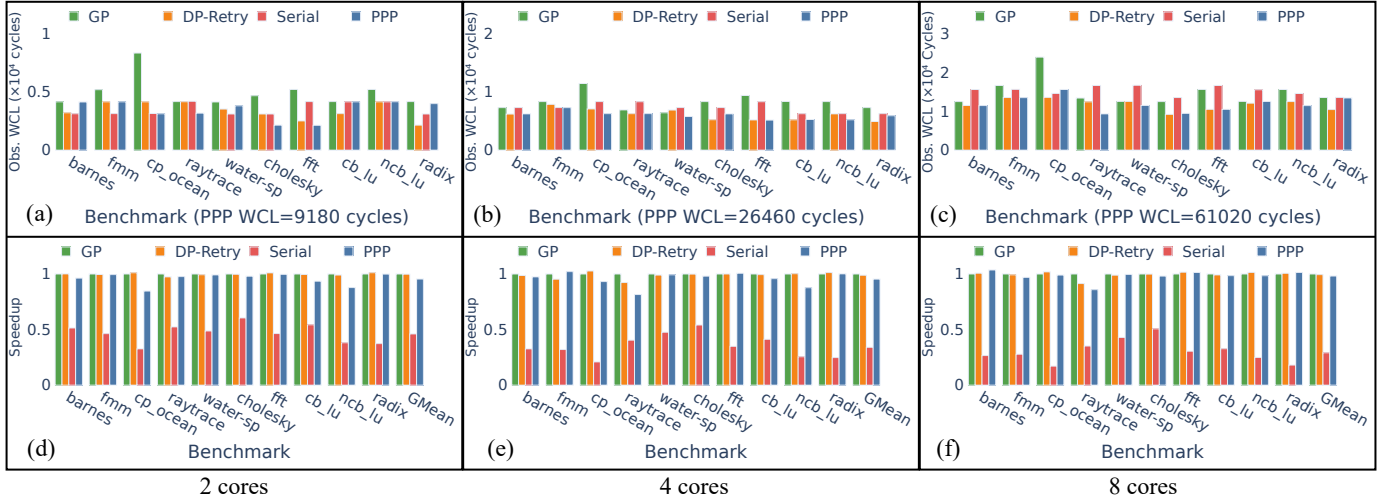 GP DP-Retry Serial PPP
Obs. WCL (×10⁴ cycles)
1
0.5
0
barnes fmm cp_ocean raytrace water-sp cholesky fft cb_lu ncb_lu radix
(a) Benchmark (PPP WCL=9180 cycles)
GP DP-Retry Serial PPP
Obs. WCL (×10⁴ cycles)
2
1
0
barnes fmm cp_ocean raytrace water-sp cholesky fft cb_lu ncb_lu radix
(b) Benchmark (PPP WCL=26460 cycles)
GP DP-Retry Serial PPP
Obs. WCL (×10⁴ Cycles)
3
2
1
0
barnes fmm cp_ocean raytrace water-sp cholesky fft cb_lu ncb_lu radix
(c) Benchmark (PPP WCL=61020 cycles)
GP DP-Retry Serial PPP
Speedup
1
0.5
0
barnes fmm cp_ocean raytrace water-sp cholesky fft cb_lu ncb_lu radix GMean
(d) Benchmark
GP DP-Retry Serial PPP
Speedup
1
0.5
0
barnes fmm cp_ocean raytrace water-sp cholesky fft cb_lu ncb_lu radix GMean
(e) Benchmark
GP DP-Retry Serial PPP
Speedup
1
0.5
0
barnes fmm cp_ocean raytrace water-sp cholesky fft cb_lu ncb_lu radix GMean
(f) Benchmark
2 cores 4 cores 8 cores